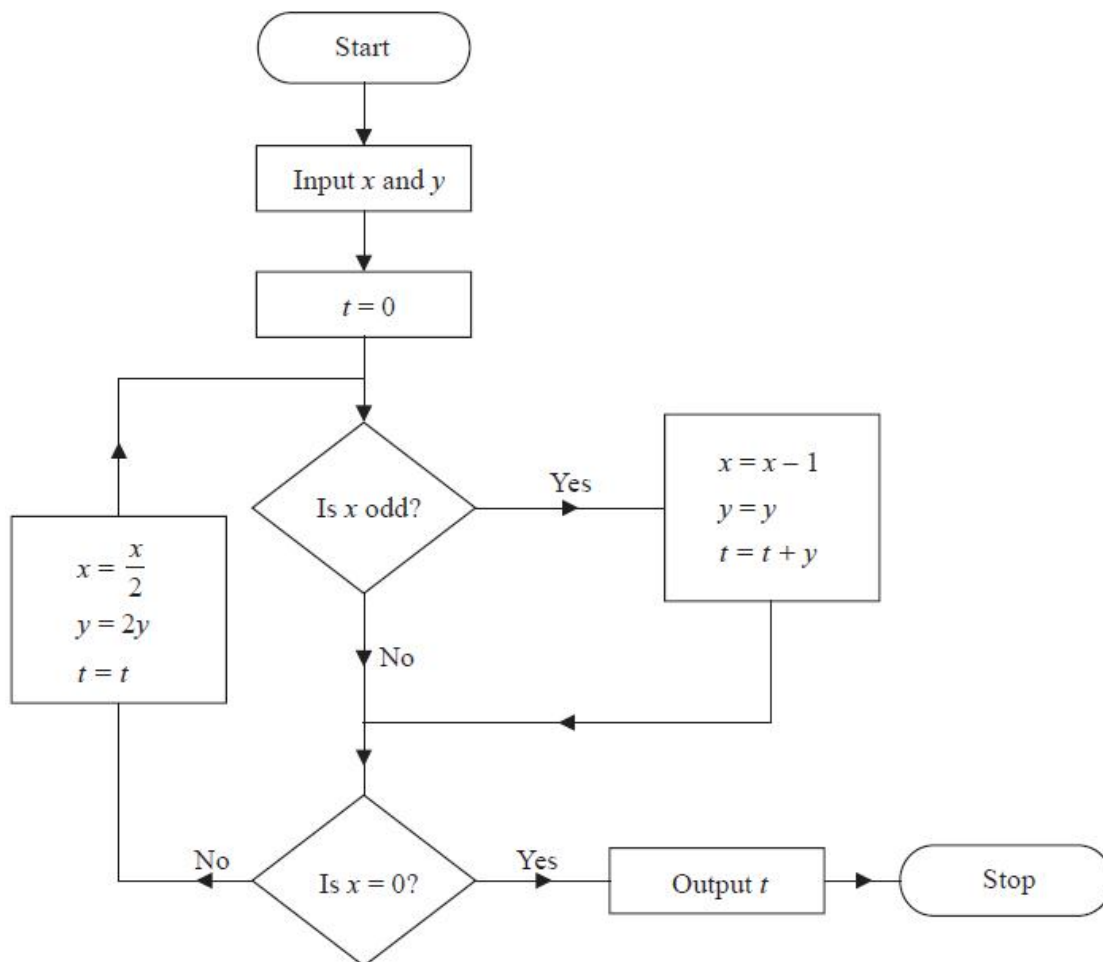 Start
Input x and y
t = 0
Is x odd?
Yes
x = x – 1
y = y
t = t + y
x = x/2
y = 2y
t = t
No
Is x = 0?
No
Yes
Output t
Stop